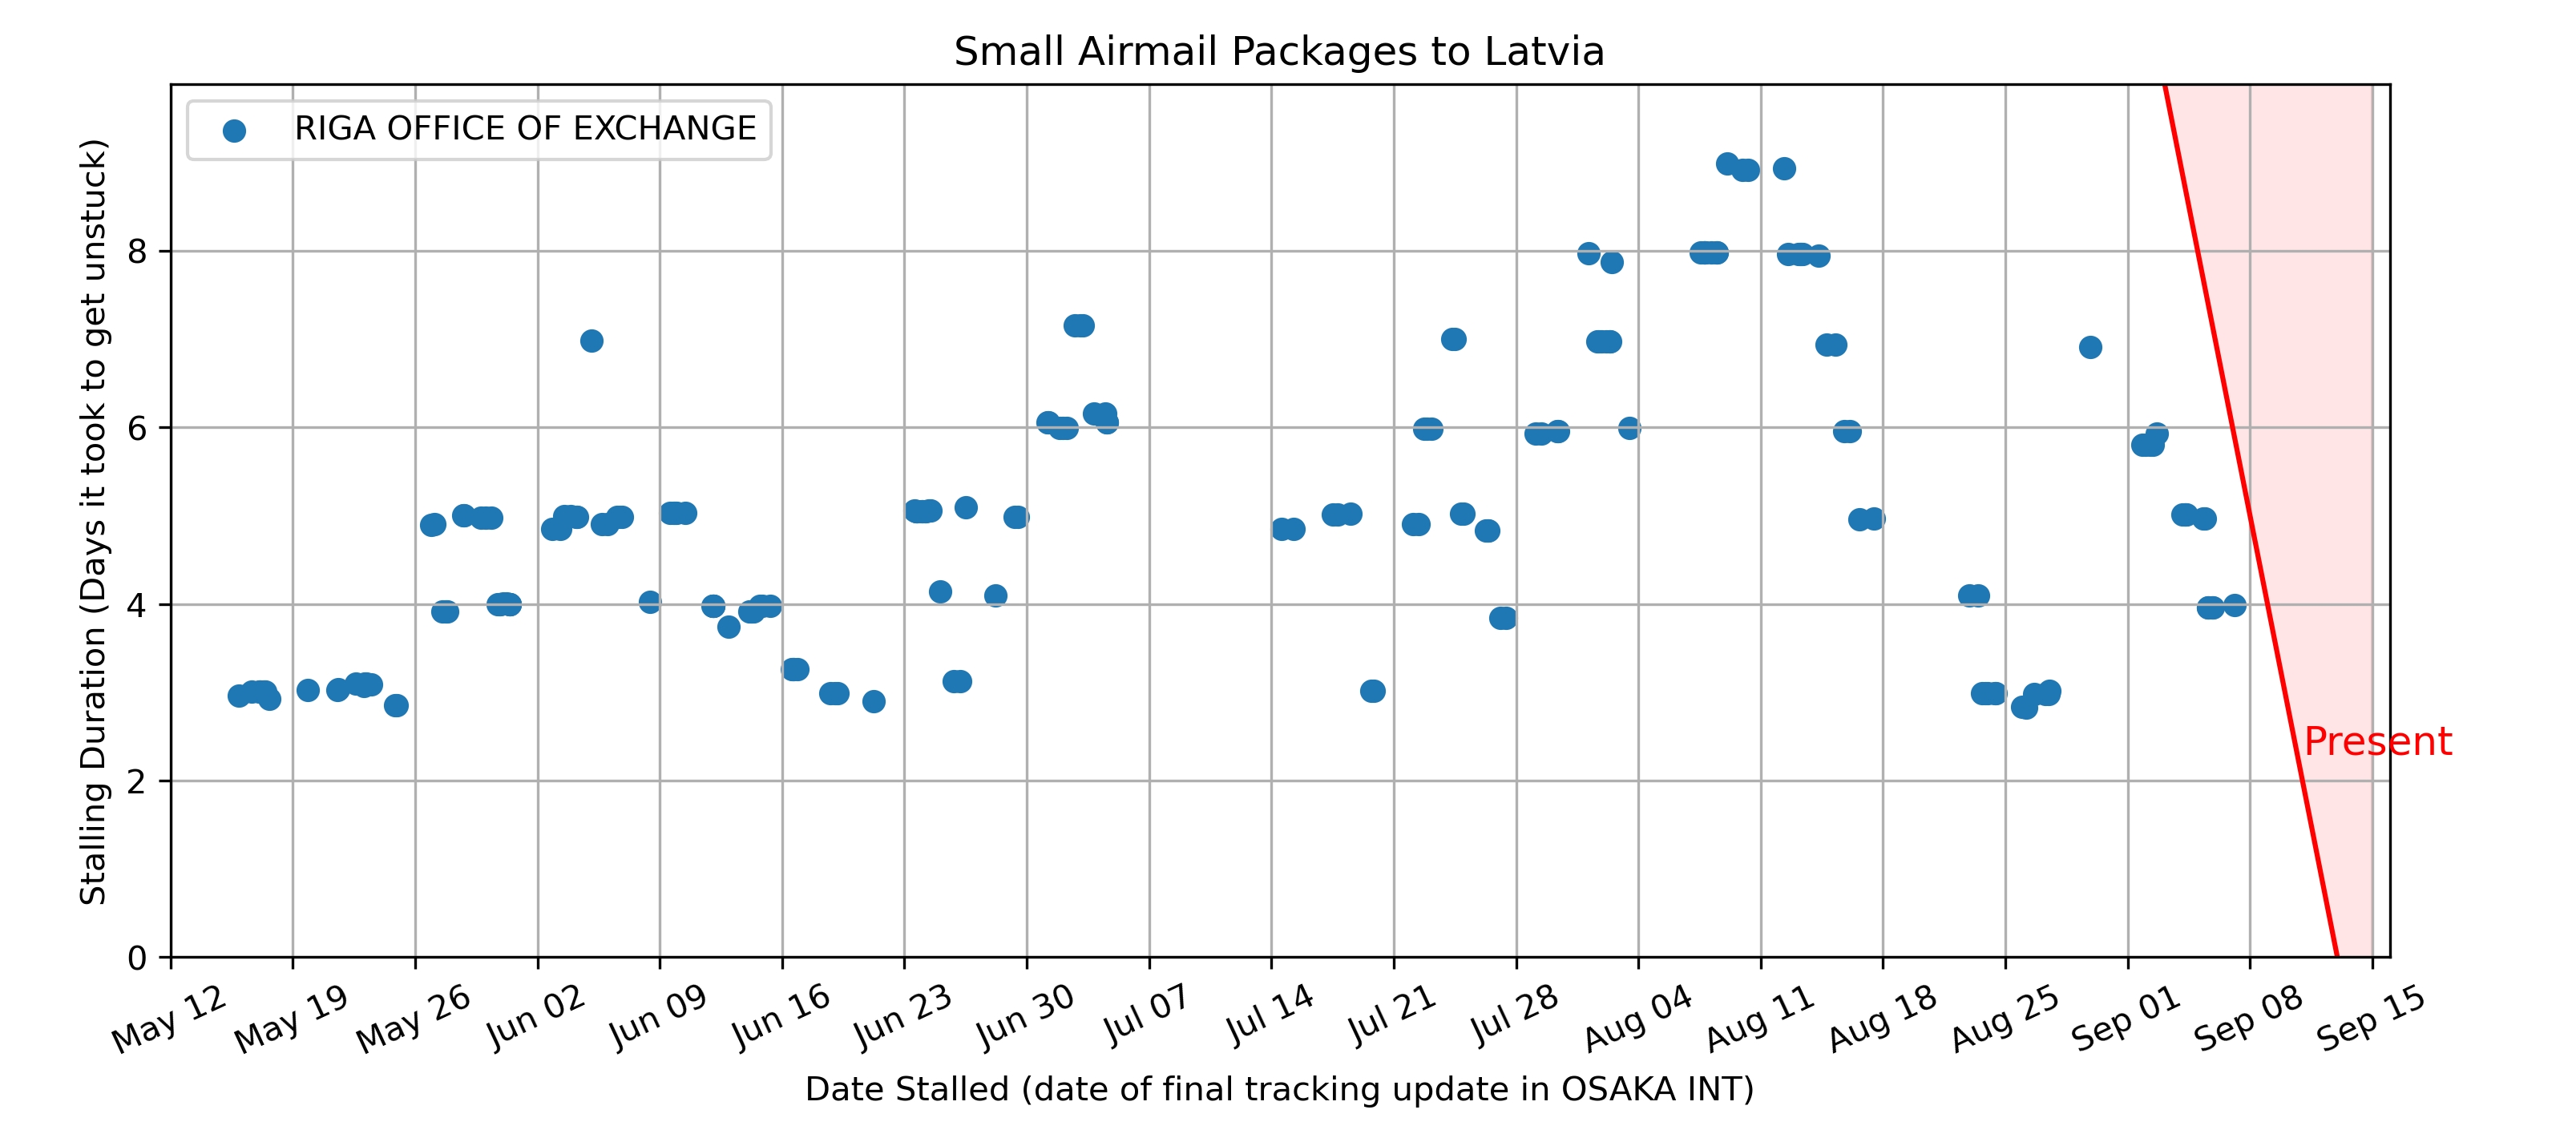 Small Airmail Packages to Latvia
RIGA OFFICE OF EXCHANGE
Stalling Duration (Days it took to get unstuck)
8
6
4
2
0
Present
May 12
May 19
May 26
Jun 02
Jun 09
Jun 16
Jun 23
Jun 30
Jul 07
Jul 14
Jul 21
Jul 28
Aug 04
Aug 11
Aug 18
Aug 25
Sep 01
Sep 08
Sep 15
Date Stalled (date of final tracking update in OSAKA INT)